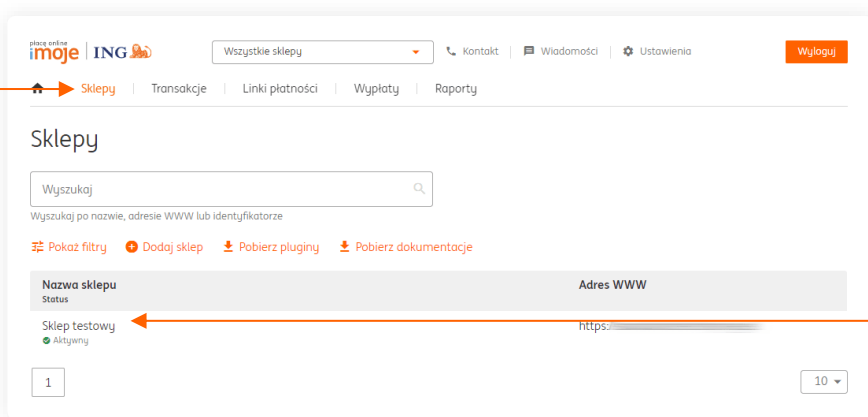 płacę online
imoje ING Wszystkie sklepy Kontakt Wiadomości Ustawienia Wyloguj
Sklepy Transakcje Linki płatności Wypłaty Raporty
Sklepy
Wyszukaj
Wyszukaj po nazwie, adresie WWW lub identyfikatorze
Pokaż filtry Dodaj sklep Pobierz pluginy Pobierz dokumentacje
Nazwa sklepu Adres WWW
Status
Sklep testowy https:
Aktywny
1 10